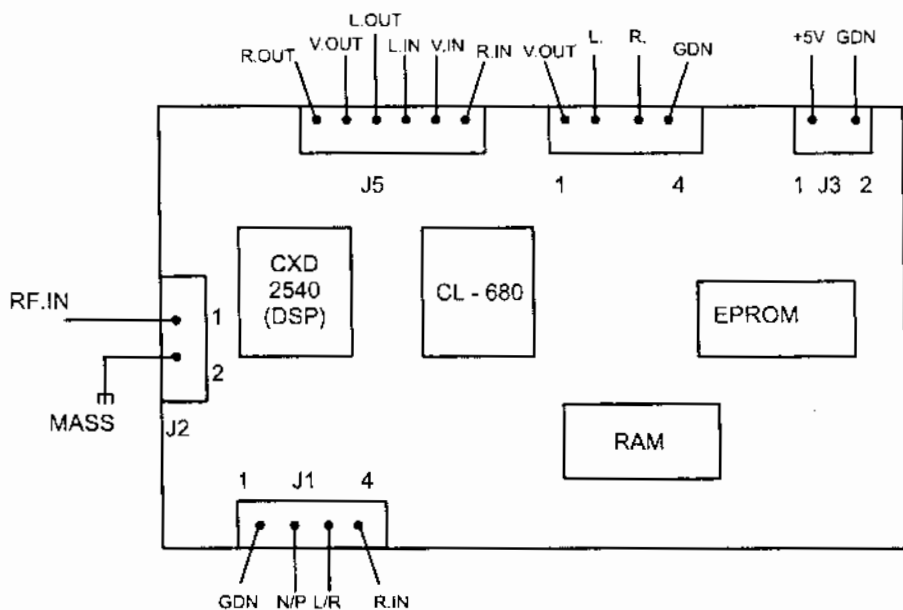 R.OUT V.OUT L.OUT L.IN V.IN R.IN
V.OUT L. R. GDN
+5V GDN
J5
1 4
1 J3 2
CXD
2540
(DSP)
CL - 680
EPROM
RF.IN
1
2
MASS
J2
RAM
1 J1 4
GDN N/P L/R R.IN